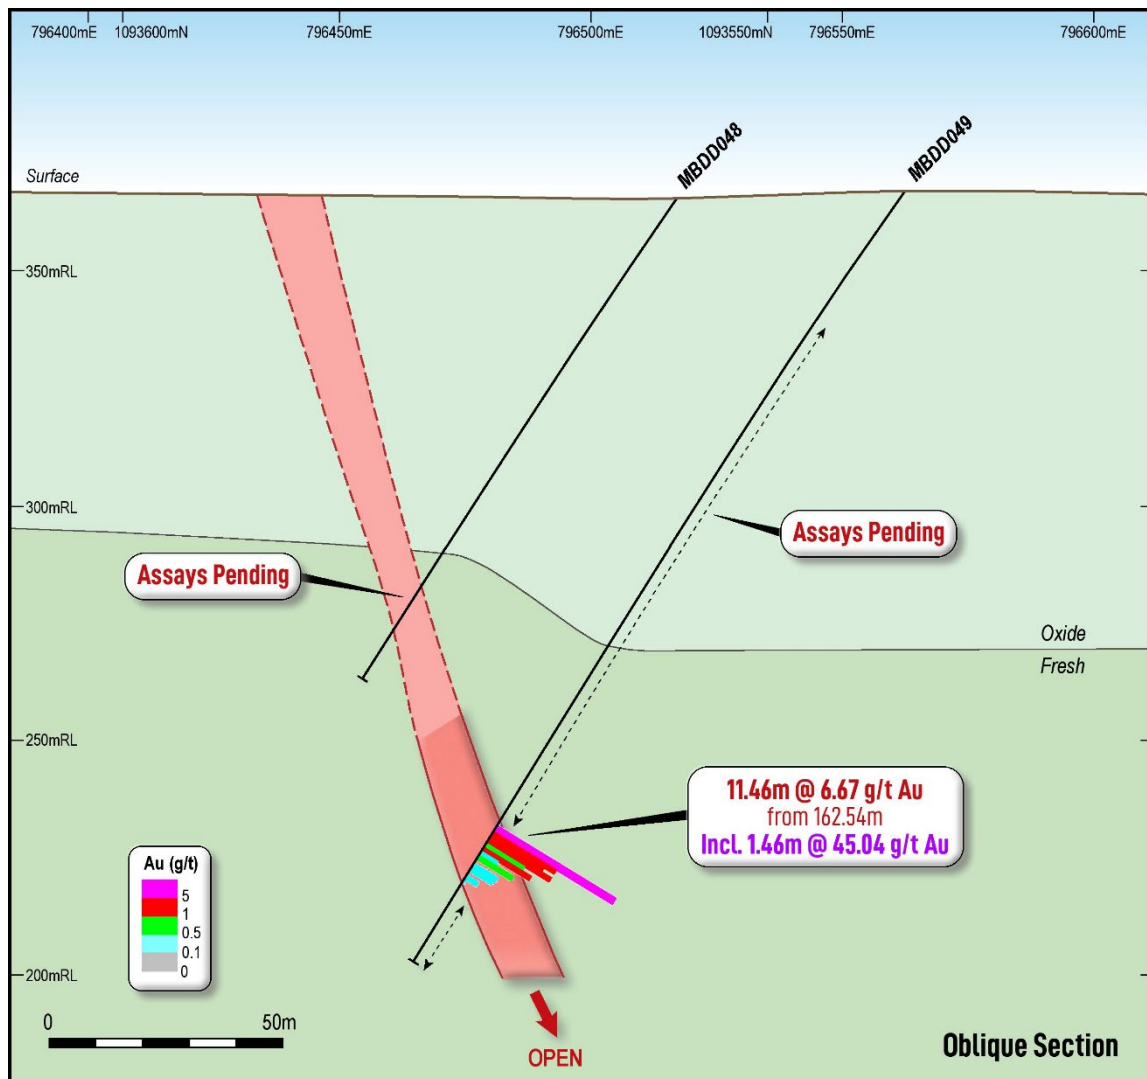 796400mE
1093600mN
796450mE
796500mE
1093550mN
796550mE
796600mE
MBDD048
MBDD049
Surface
350mRL
300mRL
Assays Pending
Assays Pending
Oxide
Fresh
250mRL
11.46m @ 6.67 g/t Au
from 162.54m
Incl. 1.46m @ 45.04 g/t Au
Au (g/t)
5
1
0.5
0.1
0
200mRL
0
50m
OPEN
Oblique Section